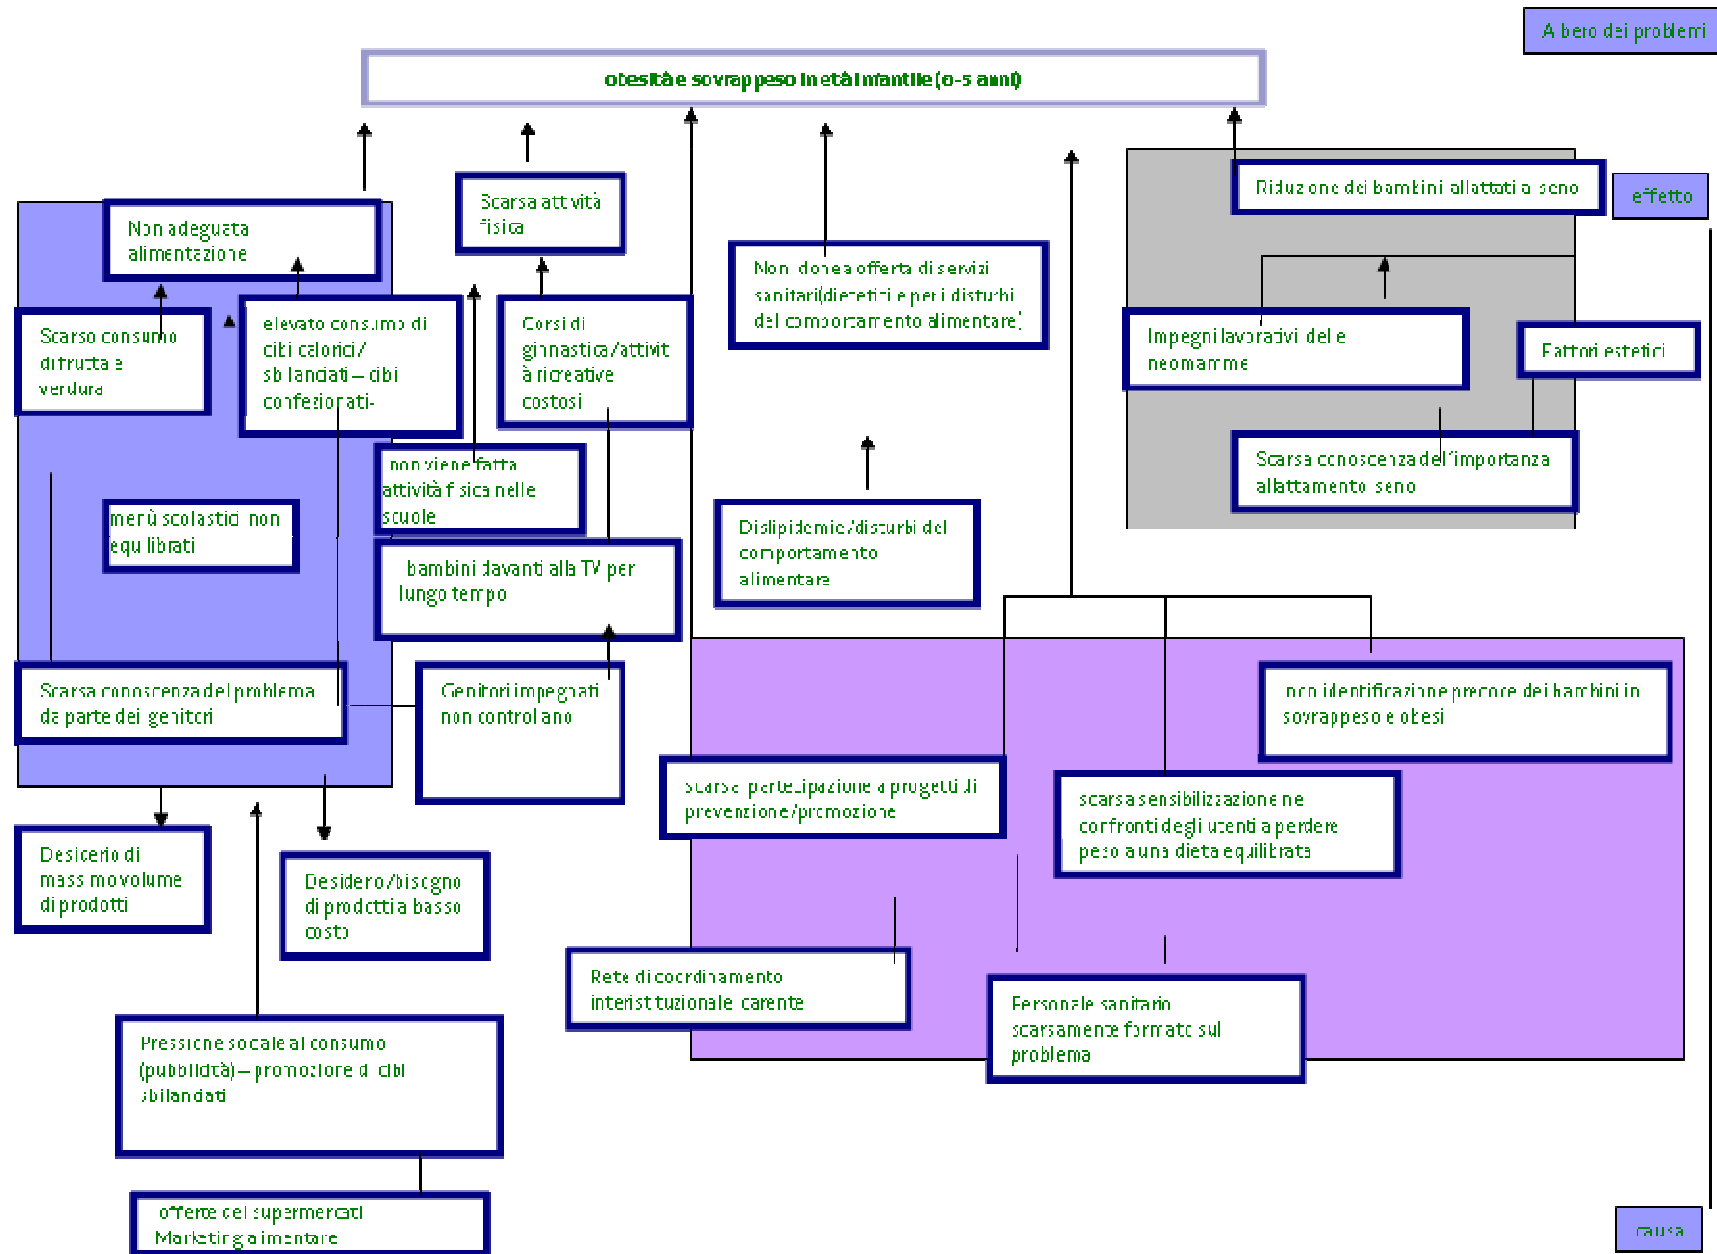 Albero dei problemi
obesità e sovrappeso in età infantile (0-5 anni)
Riduzione dei bambini allattati al seno
effetto
Scarsa attività
fisica
Non adeguata
alimentazione
Non idonea offerta di servizi
sanitari(dietetici e per i disturbi
del comportamento alimentare)
Scarso consumo
di frutta e
verdura
elevato consumo di
cibi calorici/
sbilanciati – cibi
confezionati-
Corsi di
ginnastica/attivit
à ricreative
costosi
Impegni lavorativi delle
neomamme
Fattori estetici
non viene fatta
attività fisica nelle
scuole
Scarsa conoscenza dell'importanza
allattamento seno
menù scolastici non
equilibrati
Dislipidemie/disturbi del
comportamento
alimentare
bambini davanti alla TV per
lungo tempo
Scarsa conoscenza del problema
da parte dei genitori
Genitori impegnati
non controllano
non identificazione precoce dei bambini in
sovrappeso e obesi
scarsa partecipazione a progetti di
prevenzione/promozione
scarsa sensibilizzazione nei
confronti degli utenti a perdere
peso a una dieta equilibrata
Desiderio di
massimo volume
di prodotti
Desiderio/bisogno
di prodotti a basso
costo
Rete di coordinamento
interistituzionale carente
Personale sanitario
scarsamente formato sul
problema
Pressione sociale al consumo
(pubblicità) – promozione di cibi
sbilanciati
offerte dei supermercati
Marketing alimentare
causa